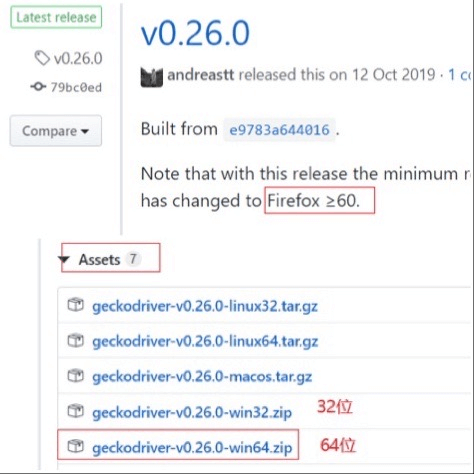 Latest release
v0.26.0
79bc0ed
Compare
v0.26.0
andreastt released this on 12 Oct 2019 · 1
Built from e9783a644016 .
Note that with this release the minimum
has changed to Firefox ≥60.
Assets 7
geckodriver-v0.26.0-linux32.tar.gz
geckodriver-v0.26.0-linux64.tar.gz
geckodriver-v0.26.0-macos.tar.gz
geckodriver-v0.26.0-win32.zip 32位
geckodriver-v0.26.0-win64.zip 64位